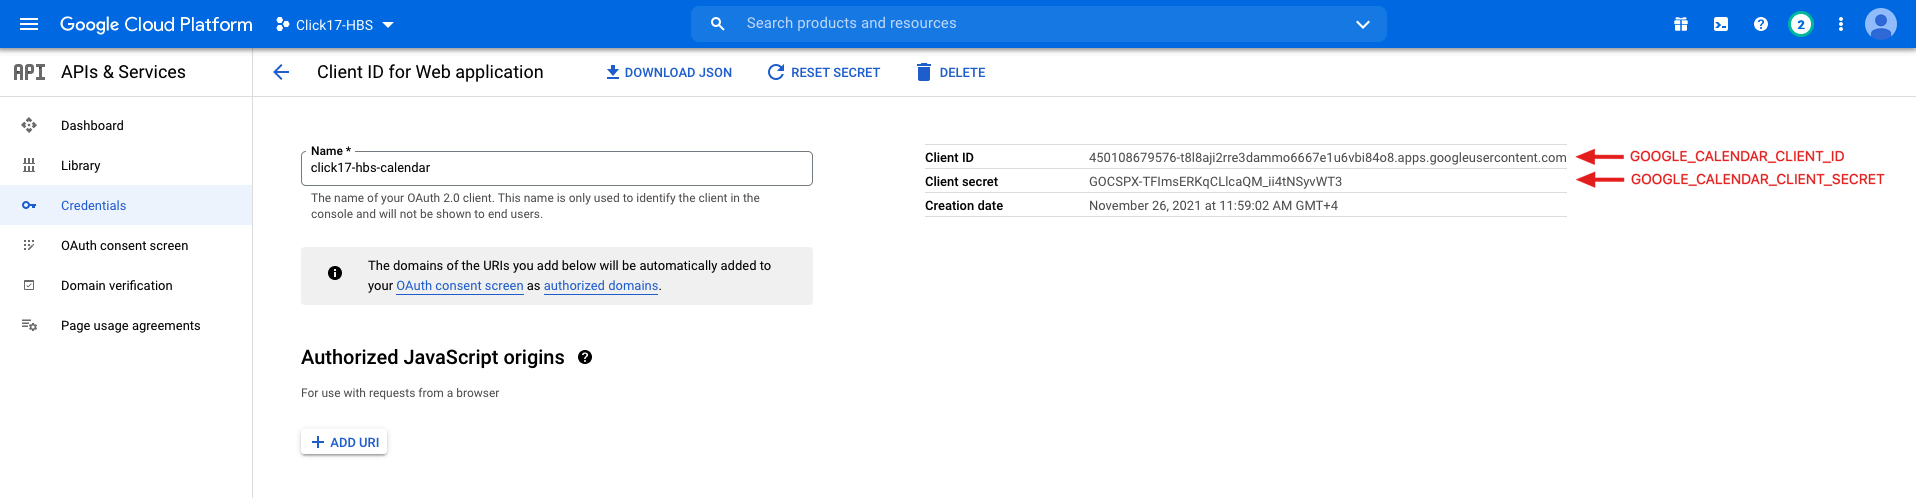 Google Cloud Platform
Click17-HBS
Search products and resources
2
API APIs & Services
Client ID for Web application
DOWNLOAD JSON
RESET SECRET
DELETE
Dashboard
Library
Credentials
OAuth consent screen
Domain verification
Page usage agreements
Name *
click17-hbs-calendar
The name of your OAuth 2.0 client. This name is only used to identify the client in the
console and will not be shown to end users.
The domains of the URIs you add below will be automatically added to
your OAuth consent screen as authorized domains.
Authorized JavaScript origins
For use with requests from a browser
ADD URI
Client ID 450108679576-t8l8aji2rre3dammo6667e1u6vbi84o8.apps.googleusercontent.com GOOGLE_CALENDAR_CLIENT_ID
Client secret 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 GOOGLE_CALENDAR_CLIENT_SECRET
Creation date November 26, 2021 at 11:59:02 AM GMT+4